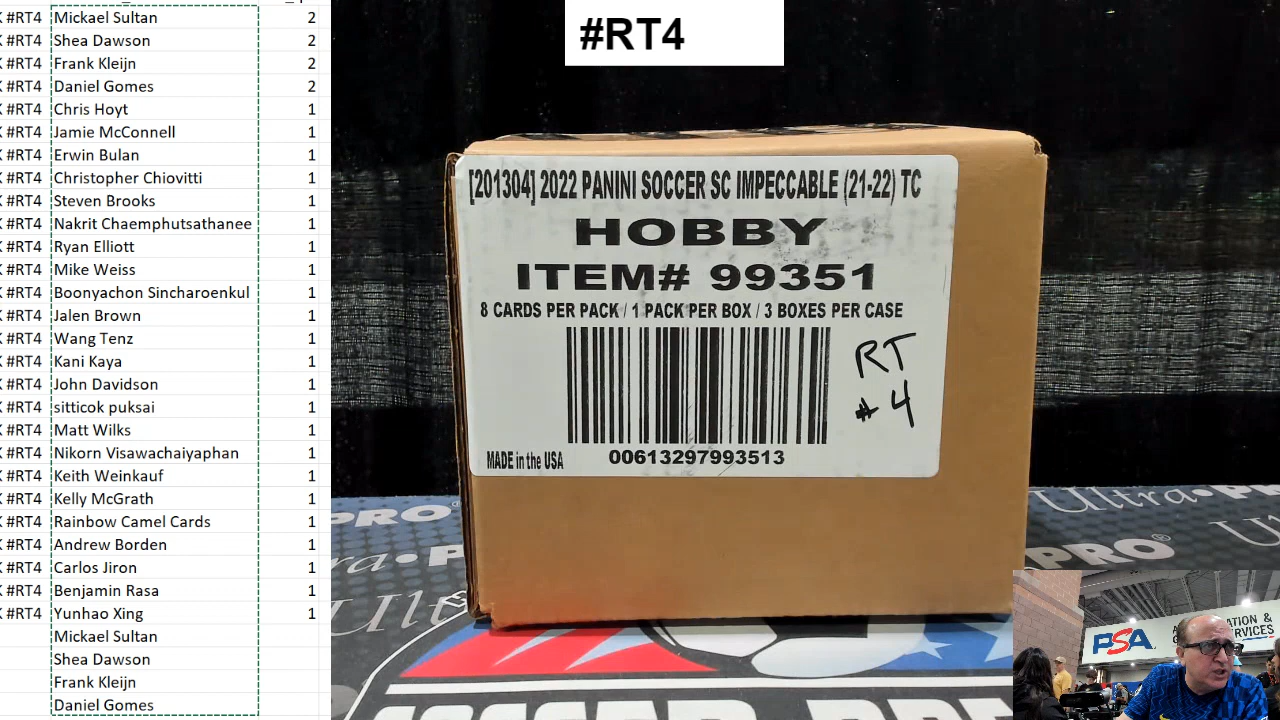 #RT4 Mickael Sultan 2
#RT4 Shea Dawson 2
#RT4 Frank Kleijn 2
#RT4 Daniel Gomes 2
#RT4 Chris Hoyt 1
#RT4 Jamie McConnell 1
#RT4 Erwin Bulan 1
#RT4 Christopher Chiovitti 1
#RT4 Steven Brooks 1
#RT4 Nakrit Chaemphutsathanee 1
#RT4 Ryan Elliott 1
#RT4 Mike Weiss 1
#RT4 Boonyachon Sincharoenkul 1
#RT4 Jalen Brown 1
#RT4 Wang Tenz 1
#RT4 Kani Kaya 1
#RT4 John Davidson 1
#RT4 sitticok puksai 1
#RT4 Matt Wilks 1
#RT4 Nikorn Visawachaiyaphan 1
#RT4 Keith Weinkauf 1
#RT4 Kelly McGrath 1
#RT4 Rainbow Camel Cards 1
#RT4 Andrew Borden 1
#RT4 Carlos Jiron 1
#RT4 Benjamin Rasa 1
#RT4 Yunhao Xing 1
Mickael Sultan
Shea Dawson
Frank Kleijn
Daniel Gomes
#RT4
[201304] 2022 PANINI SOCCER SC IMPECCABLE (21-22) TC
HOBBY
ITEM# 99351
8 CARDS PER PACK / 1 PACK PER BOX / 3 BOXES PER CASE
RT
#4
MADE in the USA 00613297993513
PSA